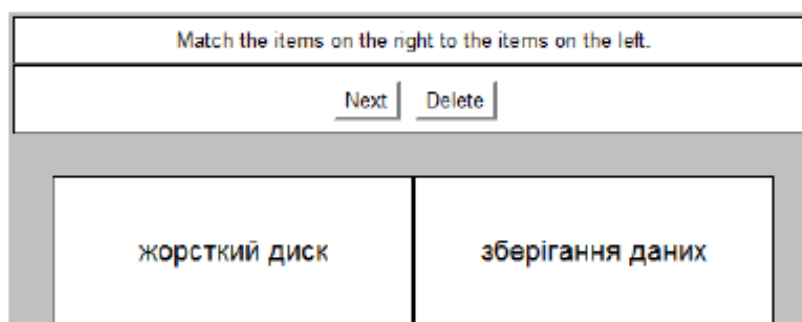 Match the items on the right to the items on the left.
Next Delete
жорсткий диск зберігання даних